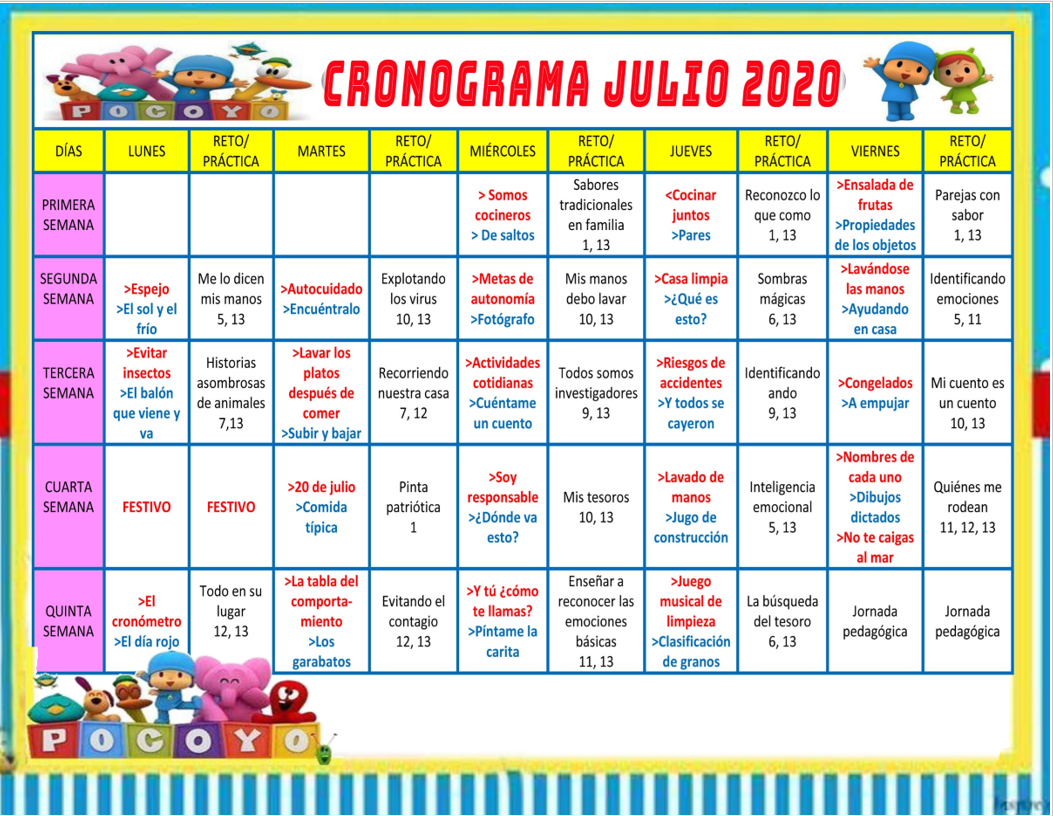 CRONOGRAMA JULIO 2020
POCOYO
DÍAS
LUNES
RETO/
PRÁCTICA
MARTES
RETO/
PRÁCTICA
MIÉRCOLES
RETO/
PRÁCTICA
JUEVES
RETO/
PRÁCTICA
VIERNES
RETO/
PRÁCTICA
PRIMERA
SEMANA
> Somos
cocineros
> De saltos
Sabores
tradicionales
en familia
1, 13
<Cocinar
juntos
>Pares
Reconozco lo
que como
1, 13
>Ensalada de
frutas
>Propiedades
de los objetos
Parejas con
sabor
1, 13
SEGUNDA
SEMANA
>Espejo
>El sol y el
frío
Me lo dicen
mis manos
5, 13
>Autocuidado
>Encuéntralo
Explotando
los virus
10, 13
>Metas de
autonomía
>Fotógrafo
Mis manos
debo lavar
10, 13
>Casa limpia
>¿Qué es
esto?
Sombras
mágicas
6, 13
>Lavándose
las manos
>Ayudando
en casa
Identificando
emociones
5, 11
TERCERA
SEMANA
>Evitar
insectos
>El balón
que viene y
va
Historias
asombrosas
de animales
7,13
>Lavar los
platos
después de
comer
>Subir y bajar
Recorriendo
nuestra casa
7, 12
>Actividades
cotidianas
>Cuéntame
un cuento
Todos somos
investigadores
9, 13
>Riesgos de
accidentes
>Y todos se
cayeron
Identificando
ando
9, 13
>Congelados
>A empujar
Mi cuento es
un cuento
10, 13
CUARTA
SEMANA
FESTIVO
FESTIVO
>20 de julio
>Comida
típica
Pinta
patriótica
1
>Soy
responsable
>¿Dónde va
esto?
Mis tesoros
10, 13
>Lavado de
manos
>Jugo de
construcción
Inteligencia
emocional
5, 13
>Nombres de
cada uno
>Dibujos
dictados
>No te caigas
al mar
Quiénes me
rodean
11, 12, 13
QUINTA
SEMANA
>El
cronómetro
>El día rojo
Todo en su
lugar
12, 13
>La tabla del
comporta-
miento
>Los
garabatos
Evitando el
contagio
12, 13
>Y tú ¿cómo
te llamas?
>Píntame la
carita
Enseñar a
reconocer las
emociones
básicas
11, 13
>Juego
musical de
limpieza
>Clasificación
de granos
La búsqueda
del tesoro
6, 13
Jornada
pedagógica
Jornada
pedagógica
POCOYO